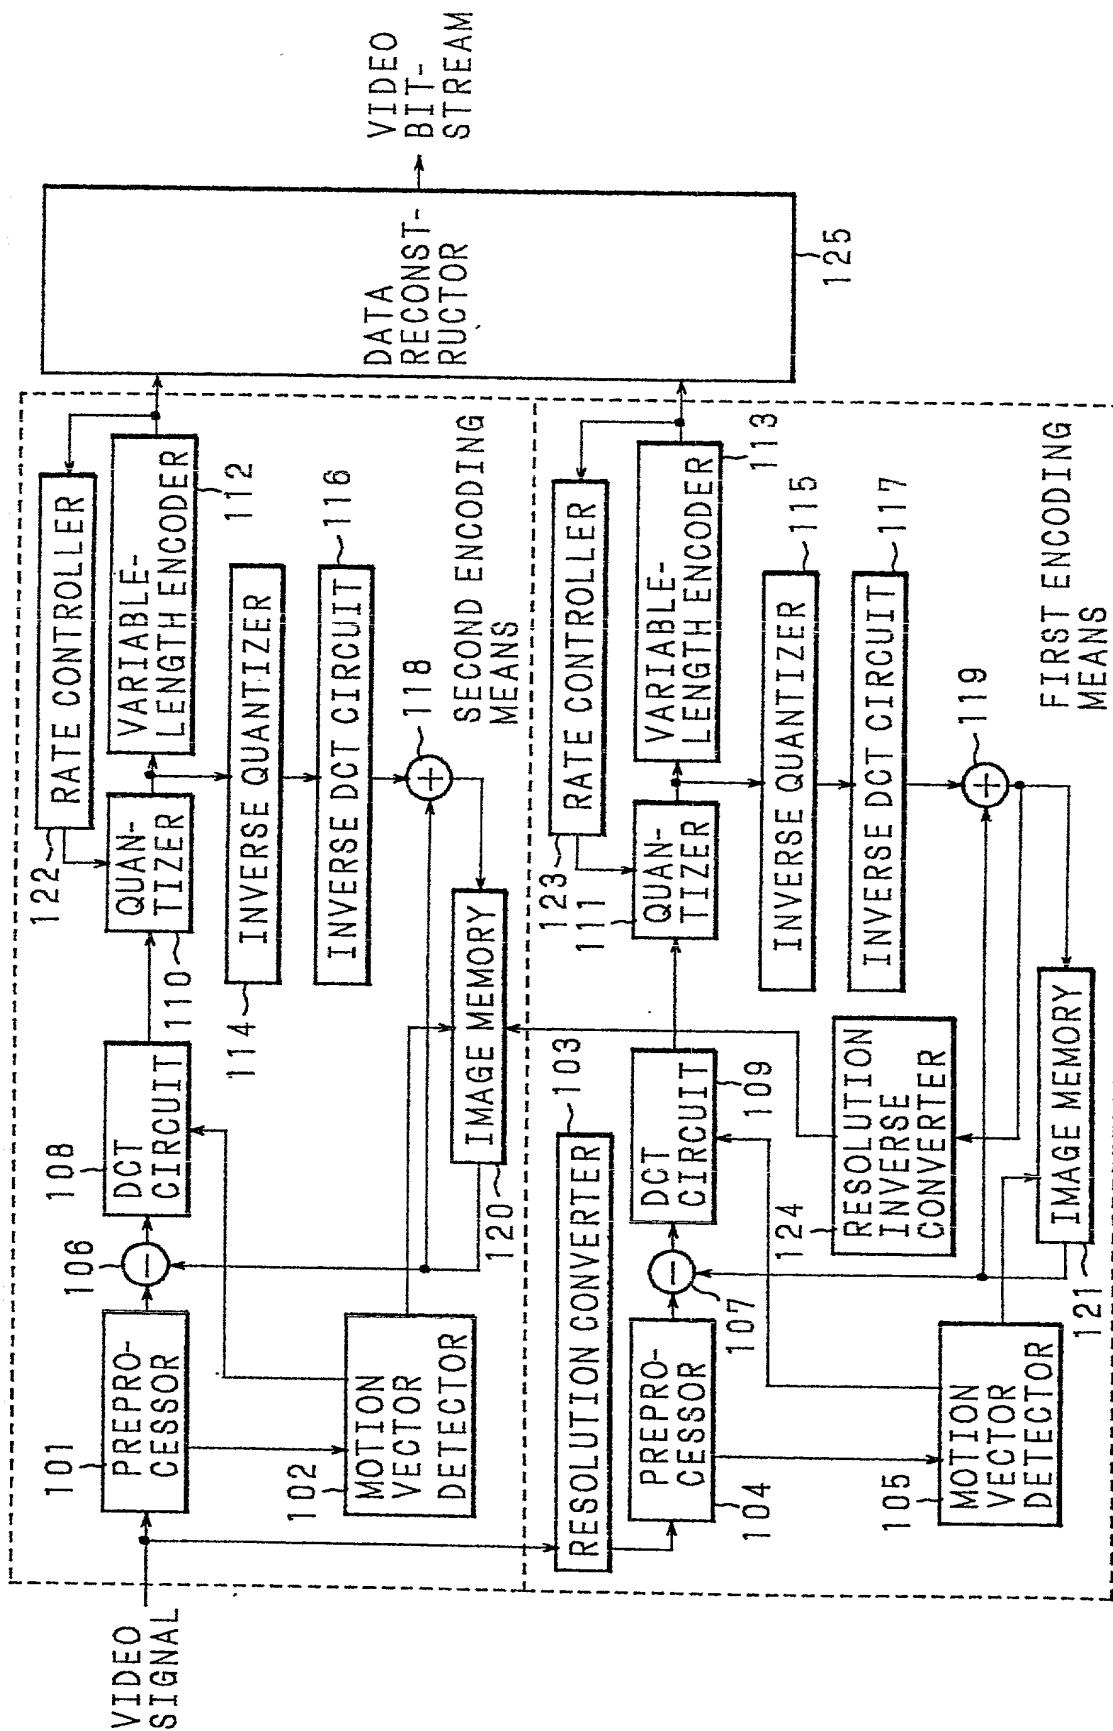 VIDEO
SIGNAL
101
PREPRO-
CESSOR
106
108
DCT
CIRCUIT
110
QUAN-
TIZER
122
RATE CONTROLLER
VARIABLE-
LENGTH ENCODER
112
114
INVERSE QUANTIZER
INVERSE DCT CIRCUIT
116
118
102
MOTION
VECTOR
DETECTOR
120
IMAGE MEMORY
SECOND ENCODING
MEANS
RESOLUTION CONVERTER
103
PREPRO-
CESSOR
104
107
DCT
CIRCUIT
109
111
QUAN-
TIZER
123
RATE CONTROLLER
VARIABLE-
LENGTH ENCODER
113
INVERSE QUANTIZER
115
INVERSE DCT CIRCUIT
117
119
124
RESOLUTION
INVERSE
CONVERTER
105
MOTION
VECTOR
DETECTOR
121
IMAGE MEMORY
FIRST ENCODING
MEANS
DATA
RECONST-
RUCTOR
125
VIDEO
BIT-
STREAM